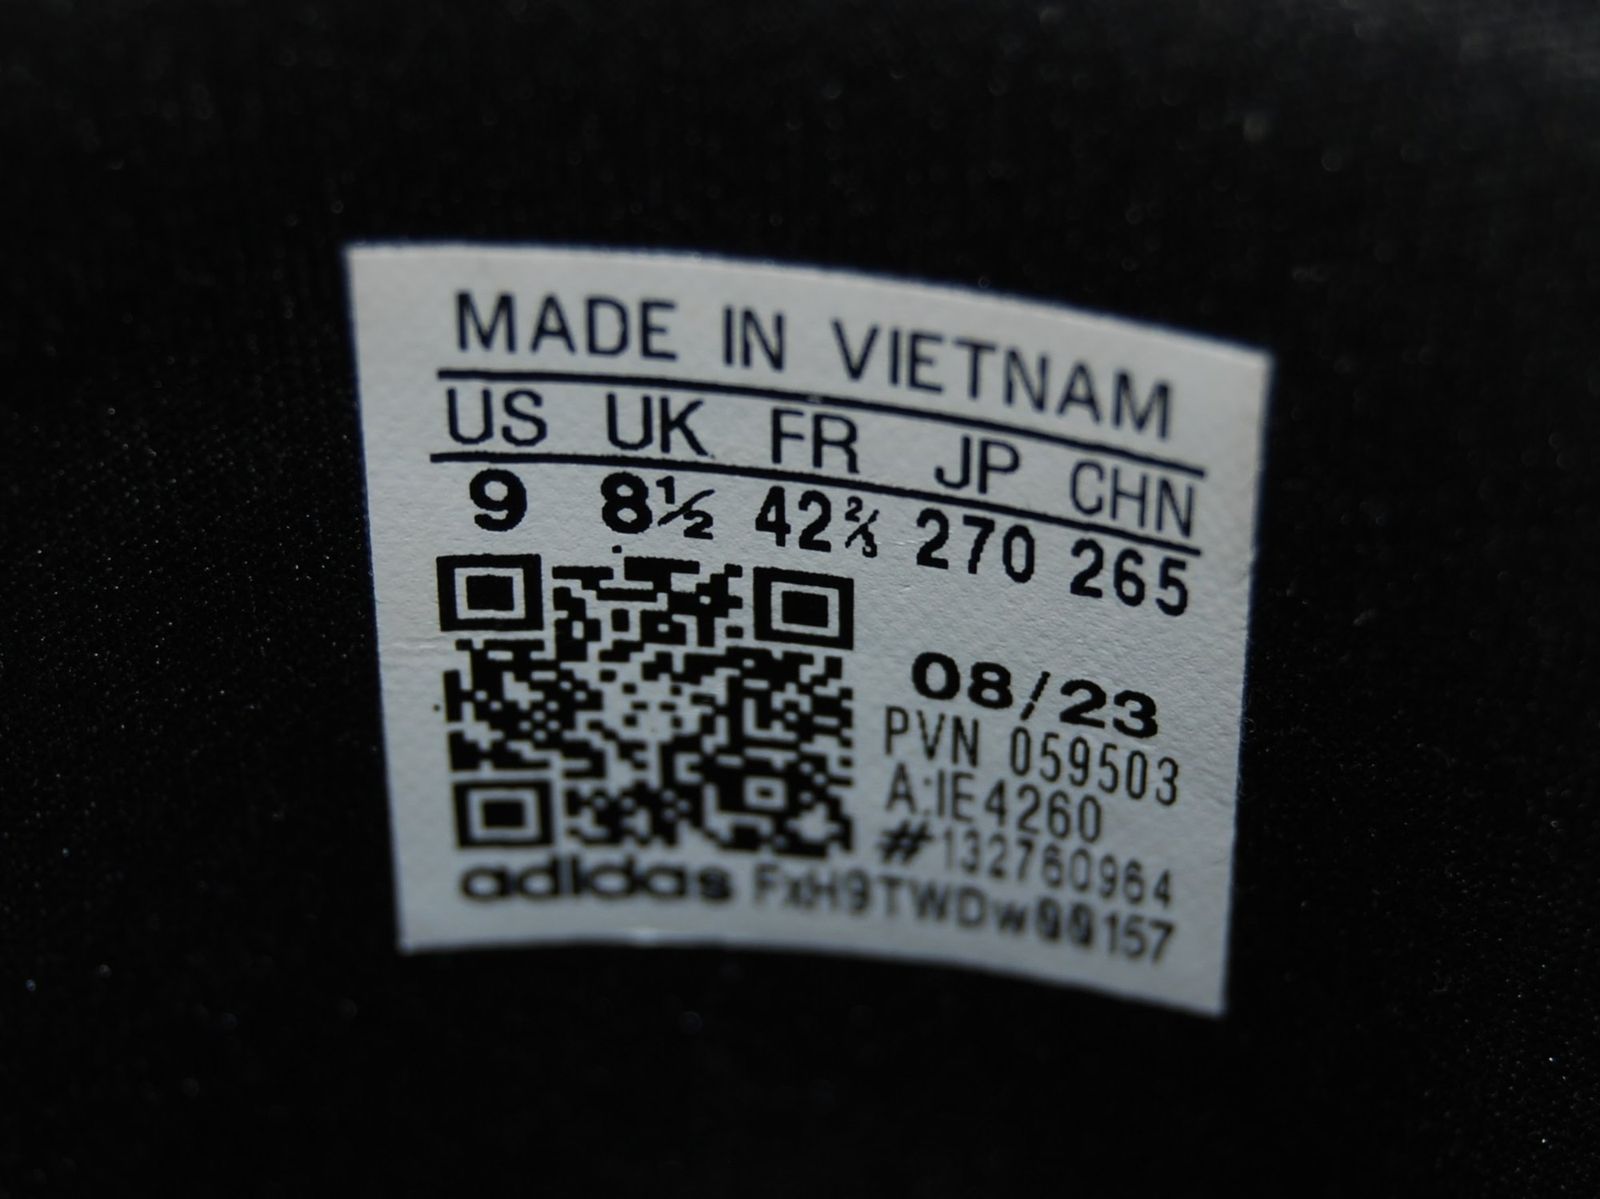 MADE IN VIETNAM
US UK FR JP CHN
9 8½ 42⅔ 270 265
08/23
PVN 059503
A:IE4260
#132760964
adidas FxH9TWDw00157